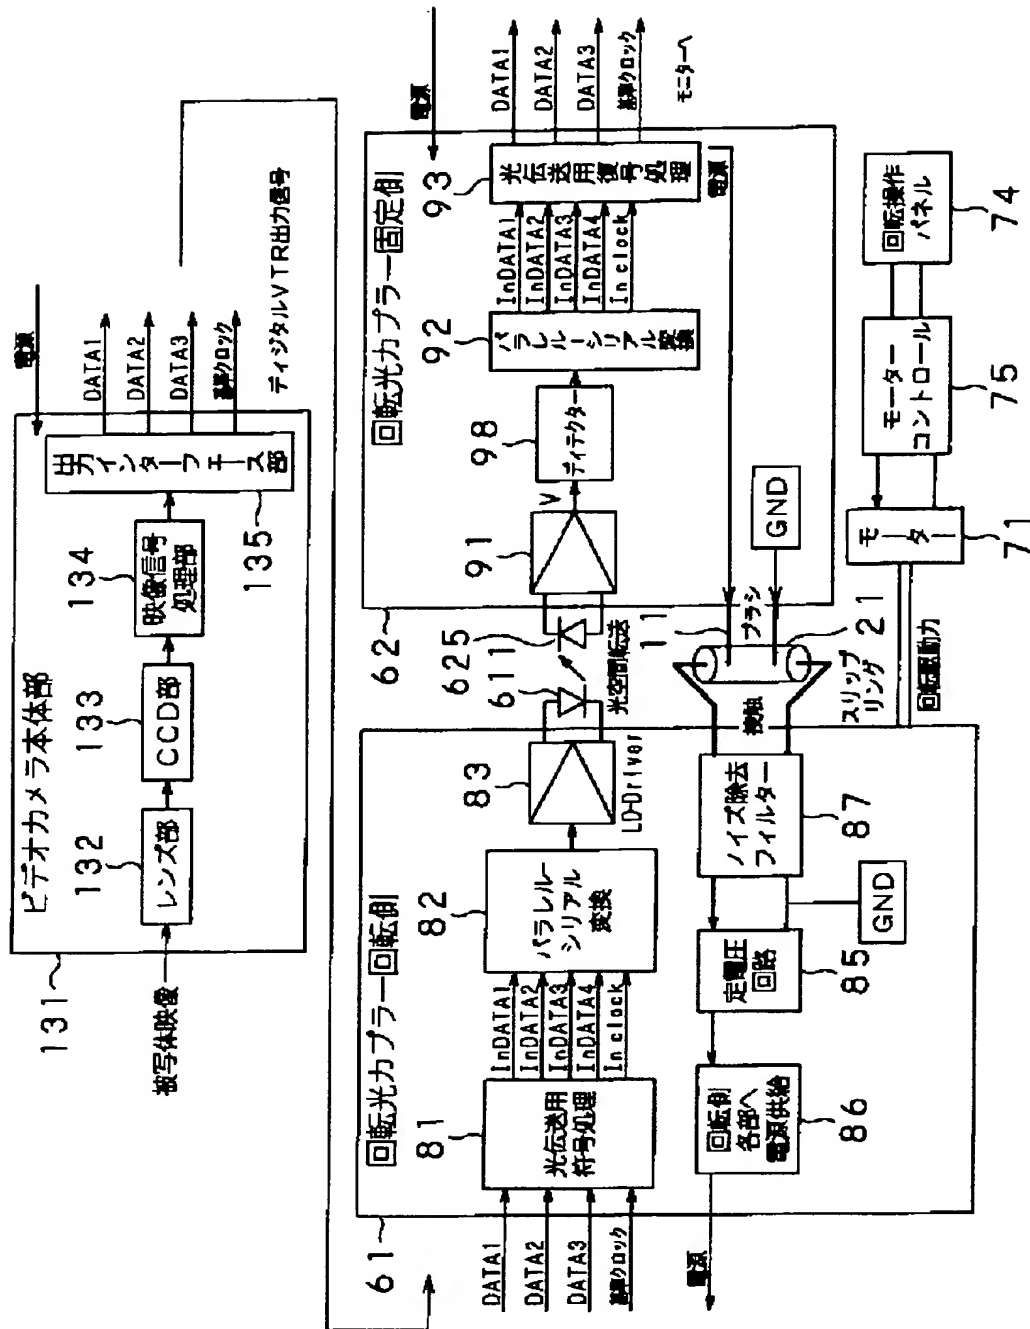 ビデオカメラ本体部
131
被写体映像
レンズ部
132
CCD部
133
映像信号
処理部
134
出力インターフェース部
135
電源
DATA1
DATA2
DATA3
基準クロック
ディジタルVTR出力信号
回転光カプラー回転側
61
DATA1
DATA2
DATA3
基準クロック
光伝送用
符号処理
81
InDATA1
InDATA2
InDATA3
InDATA4
In clock
パラレルー
シリアル
変換
82
83
LD-Driver
611
625
光空間転送
回転光カプラー固定側
62
91
V
ディテクター
98
パラレルーシリアル変換
92
InDATA1
InDATA2
InDATA3
InDATA4
In clock
光伝送用復号処理
93
電源
DATA1
DATA2
DATA3
基準クロック
モニターへ
電源
GND
ブラシ
11
21
スリップ
リング
接触
ノイズ除去
フィルター
87
GND
定電圧
回路
85
回転側
各部へ
電源供給
86
電源
回転駆動力
モーター
71
モーター
コントロール
75
回転操作
パネル
74